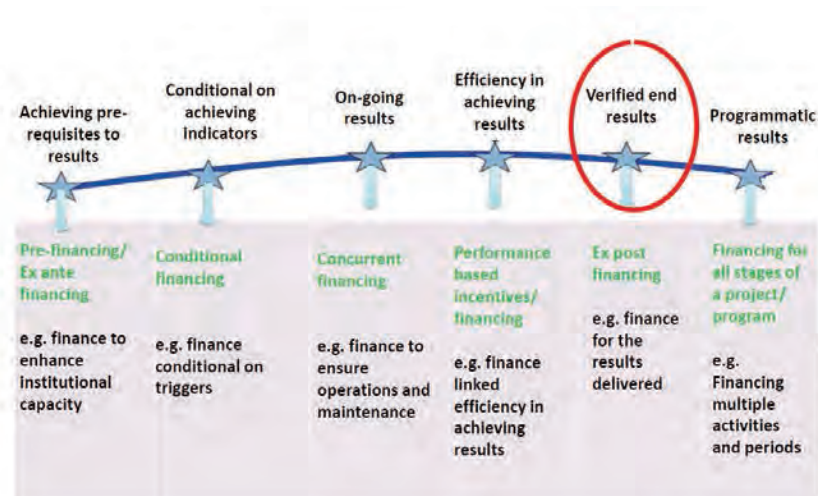 Achieving pre-
requisites to
results
Conditional on
achieving
indicators
On-going
results
Efficiency in
achieving
results
Verified end
results
Programmatic
results
Pre-financing/
Ex ante
financing
e.g. finance to
enhance
institutional
capacity
Conditional
financing
e.g. finance
conditional on
triggers
Concurrent
financing
e.g. finance to
ensure
operations and
maintenance
Performance
based
incentives/
financing
e.g. finance
linked
efficiency in
achieving
results
Ex post
financing
e.g. finance
for the
results
delivered
Financing for
all stages of
a project/
program
e.g.
Financing
multiple
activities
and periods